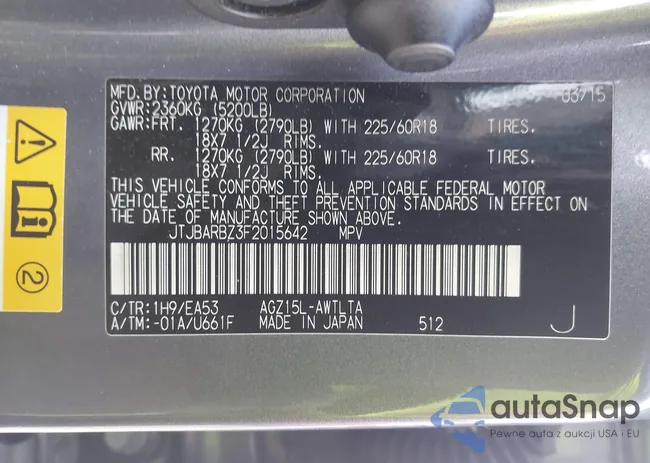 MFD. BY: TOYOTA MOTOR CORPORATION 03/15
GVWR: 2360KG (5200LB)
GAWR: FRT. 1270KG (2790LB) WITH 225/60R18 TIRES.
18X7 1/2J RIMS.
RR. 1270KG (2790LB) WITH 225/60R18 TIRES.
18X7 1/2J RIMS.
THIS VEHICLE CONFORMS TO ALL APPLICABLE FEDERAL MOTOR
VEHICLE SAFETY AND THEFT PREVENTION STANDARDS IN EFFECT ON
THE DATE OF MANUFACTURE SHOWN ABOVE.
JTJBARBZ3F2015642 MPV
C/TR: 1H9/EA53 AGZ15L-AWTLTA
A/TM: -01A/U661F MADE IN JAPAN 512 J
2
autaSnap
Pewne auta z aukcji USA i EU